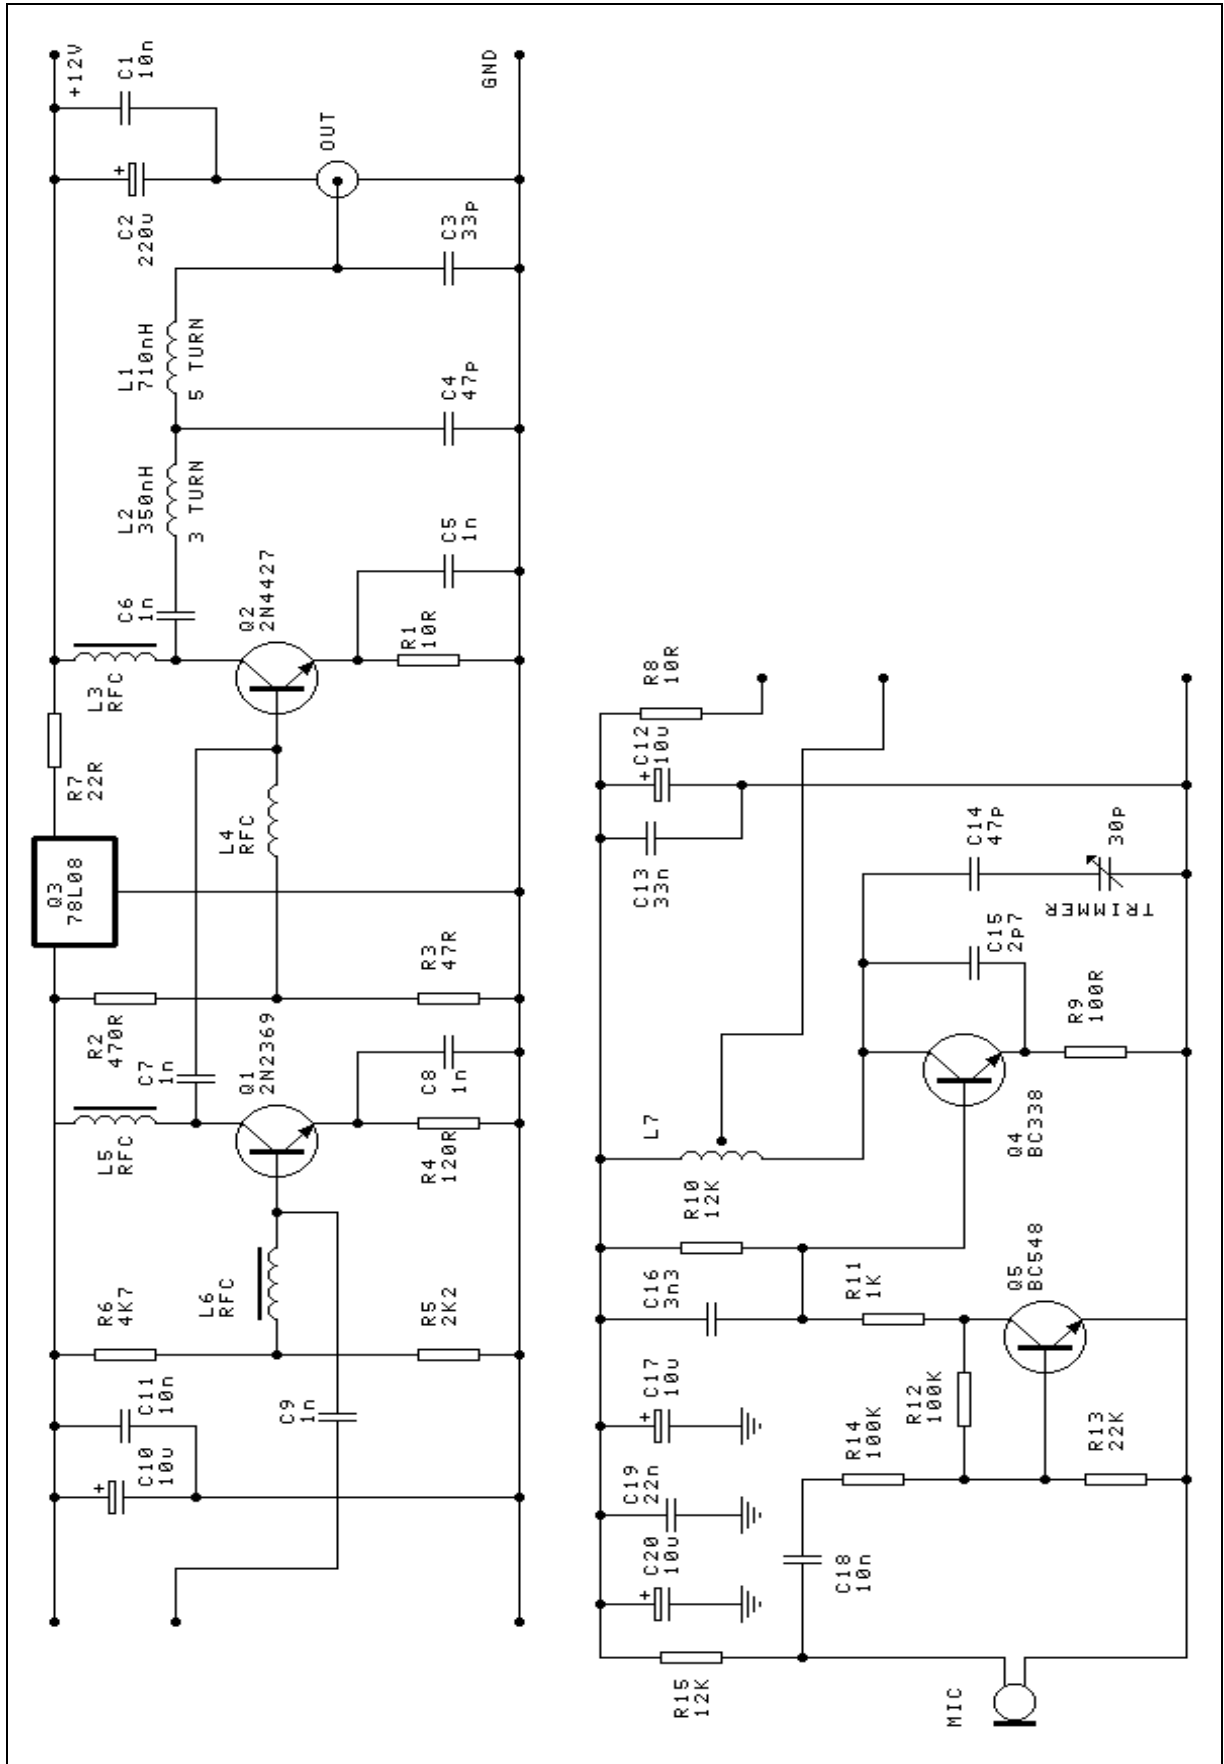 +12V
C1
10n
C2
220u
OUT
GND
L1
710nH
5 TURN
C3
33p
L2
350nH
3 TURN
C4
47p
C6
1n
C5
1n
Q2
2N4427
R1
10R
L3
RFC
R7
22R
L4
RFC
Q3
78L08
R3
47R
R2
470R
C7
1n
Q1
2N2369
C8
1n
L5
RFC
R4
120R
L6
RFC
R6
4K7
R5
2K2
C11
10n
C9
1n
C10
10u
R8
10R
C12
10u
C13
33n
C14
47p
30p
TRIMMER
C15
2p7
R9
100R
L7
Q4
BC338
R10
12K
C16
3n3
R11
1K
Q5
BC548
C17
10u
R12
100K
R14
100K
R13
22K
C19
22n
C20
10u
C18
10n
R15
12K
MIC